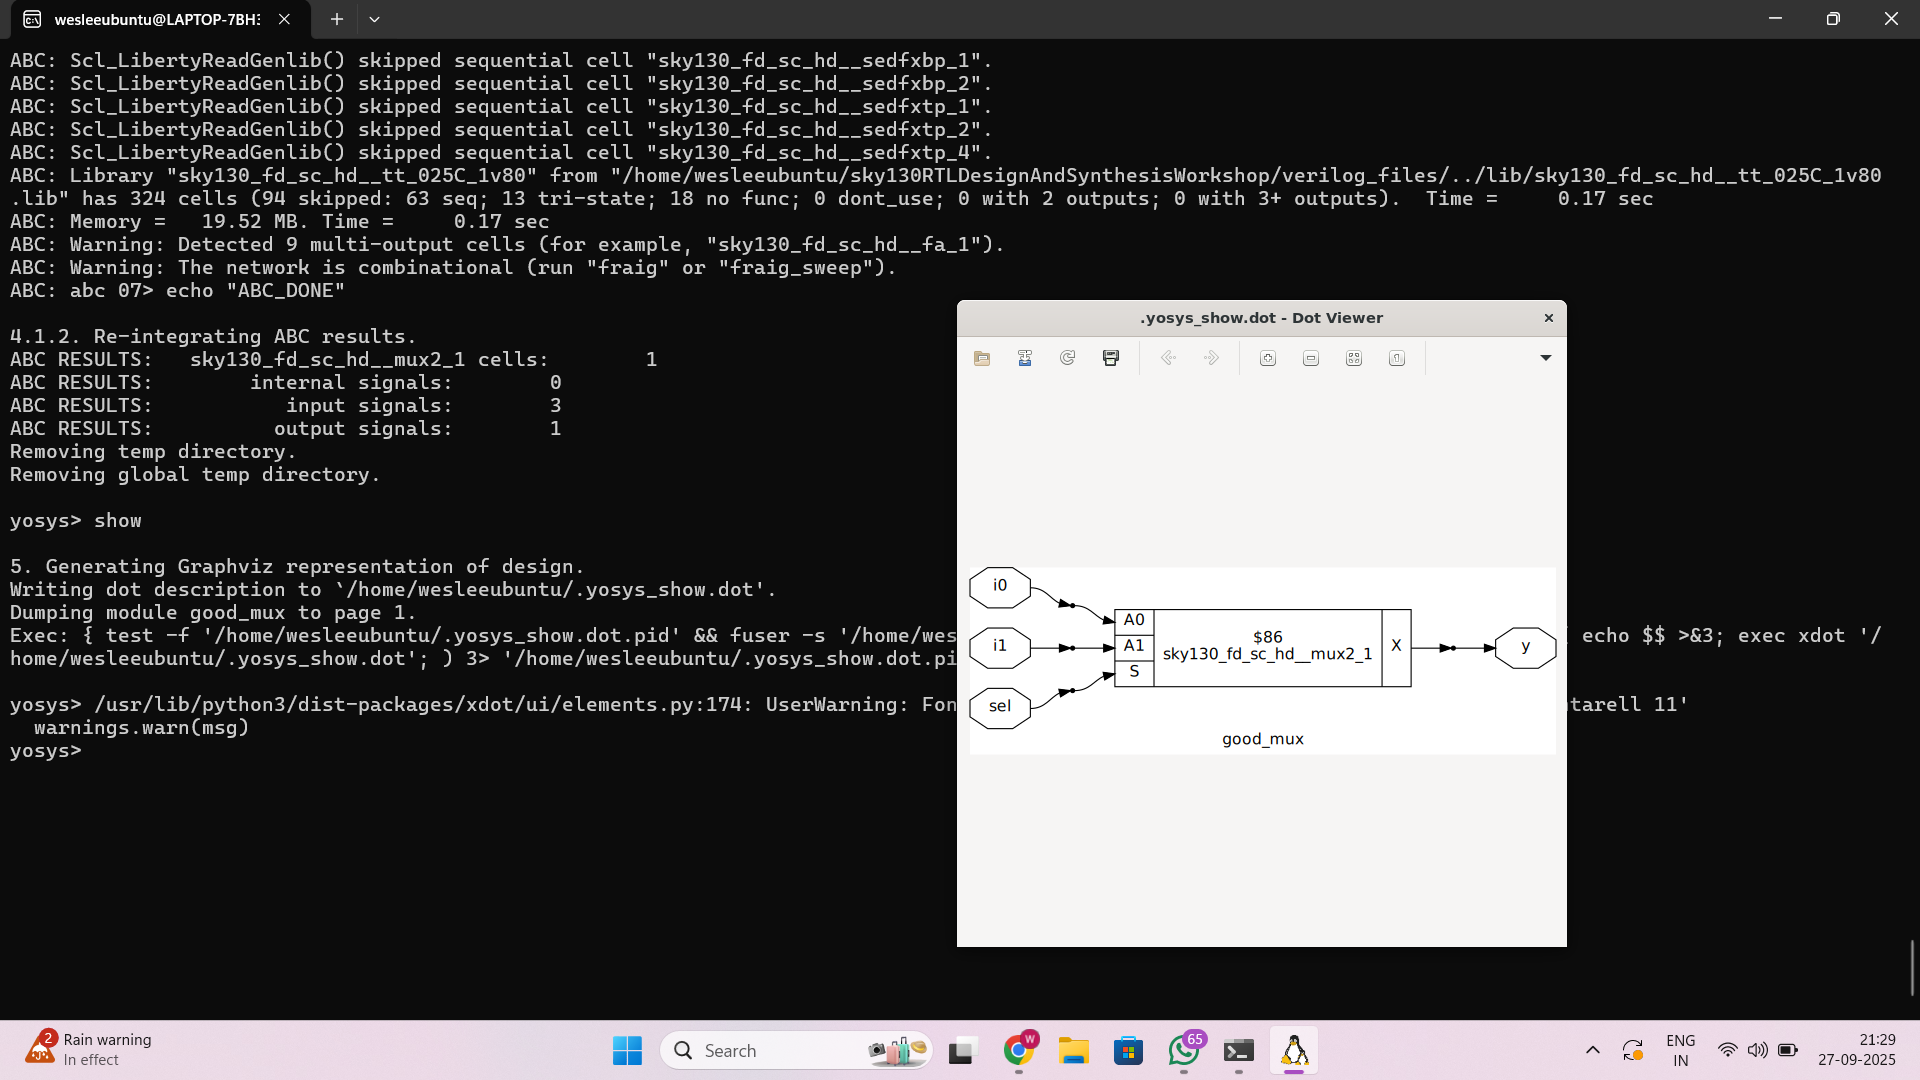 wesleeubuntu@LAPTOP-7BH
ABC: Scl_LibertyReadGenlib() skipped sequential cell "sky130_fd_sc_hd__sedfxbp_1".
ABC: Scl_LibertyReadGenlib() skipped sequential cell "sky130_fd_sc_hd__sedfxbp_2".
ABC: Scl_LibertyReadGenlib() skipped sequential cell "sky130_fd_sc_hd__sedfxtp_1".
ABC: Scl_LibertyReadGenlib() skipped sequential cell "sky130_fd_sc_hd__sedfxtp_2".
ABC: Scl_LibertyReadGenlib() skipped sequential cell "sky130_fd_sc_hd__sedfxtp_4".
ABC: Library "sky130_fd_sc_hd__tt_025C_1v80" from "/home/wesleeubuntu/sky130RTLDesignAndSynthesisWorkshop/verilog_files/../lib/sky130_fd_sc_hd__tt_025C_1v80
.lib" has 324 cells (94 skipped: 63 seq; 13 tri-state; 18 no func; 0 dont_use; 0 with 2 outputs; 0 with 3+ outputs).  Time =     0.17 sec
ABC: Memory =   19.52 MB. Time =     0.17 sec
ABC: Warning: Detected 9 multi-output cells (for example, "sky130_fd_sc_hd__fa_1").
ABC: Warning: The network is combinational (run "fraig" or "fraig_sweep").
ABC: abc 07> echo "ABC_DONE"
4.1.2. Re-integrating ABC results.
ABC RESULTS:   sky130_fd_sc_hd__mux2_1 cells:        1
ABC RESULTS:        internal signals:        0
ABC RESULTS:           input signals:        3
ABC RESULTS:          output signals:        1
Removing temp directory.
Removing global temp directory.
yosys> show
5. Generating Graphviz representation of design.
Writing dot description to `/home/wesleeubuntu/.yosys_show.dot'.
Dumping module good_mux to page 1.
Exec: { test -f '/home/wesleeubuntu/.yosys_show.dot.pid' && fuser -s '/home/wes echo $$ >&3; exec xdot '/
home/wesleeubuntu/.yosys_show.dot'; ) 3> '/home/wesleeubuntu/.yosys_show.dot.pi
yosys> /usr/lib/python3/dist-packages/xdot/ui/elements.py:174: UserWarning: Fon tarell 11'
  warnings.warn(msg)
yosys>
.yosys_show.dot - Dot Viewer
i0
i1
sel
A0
A1
S
$86
sky130_fd_sc_hd__mux2_1
X
y
good_mux
2
Rain warning
In effect
Search
W
65
ENG
IN
21:29
27-09-2025